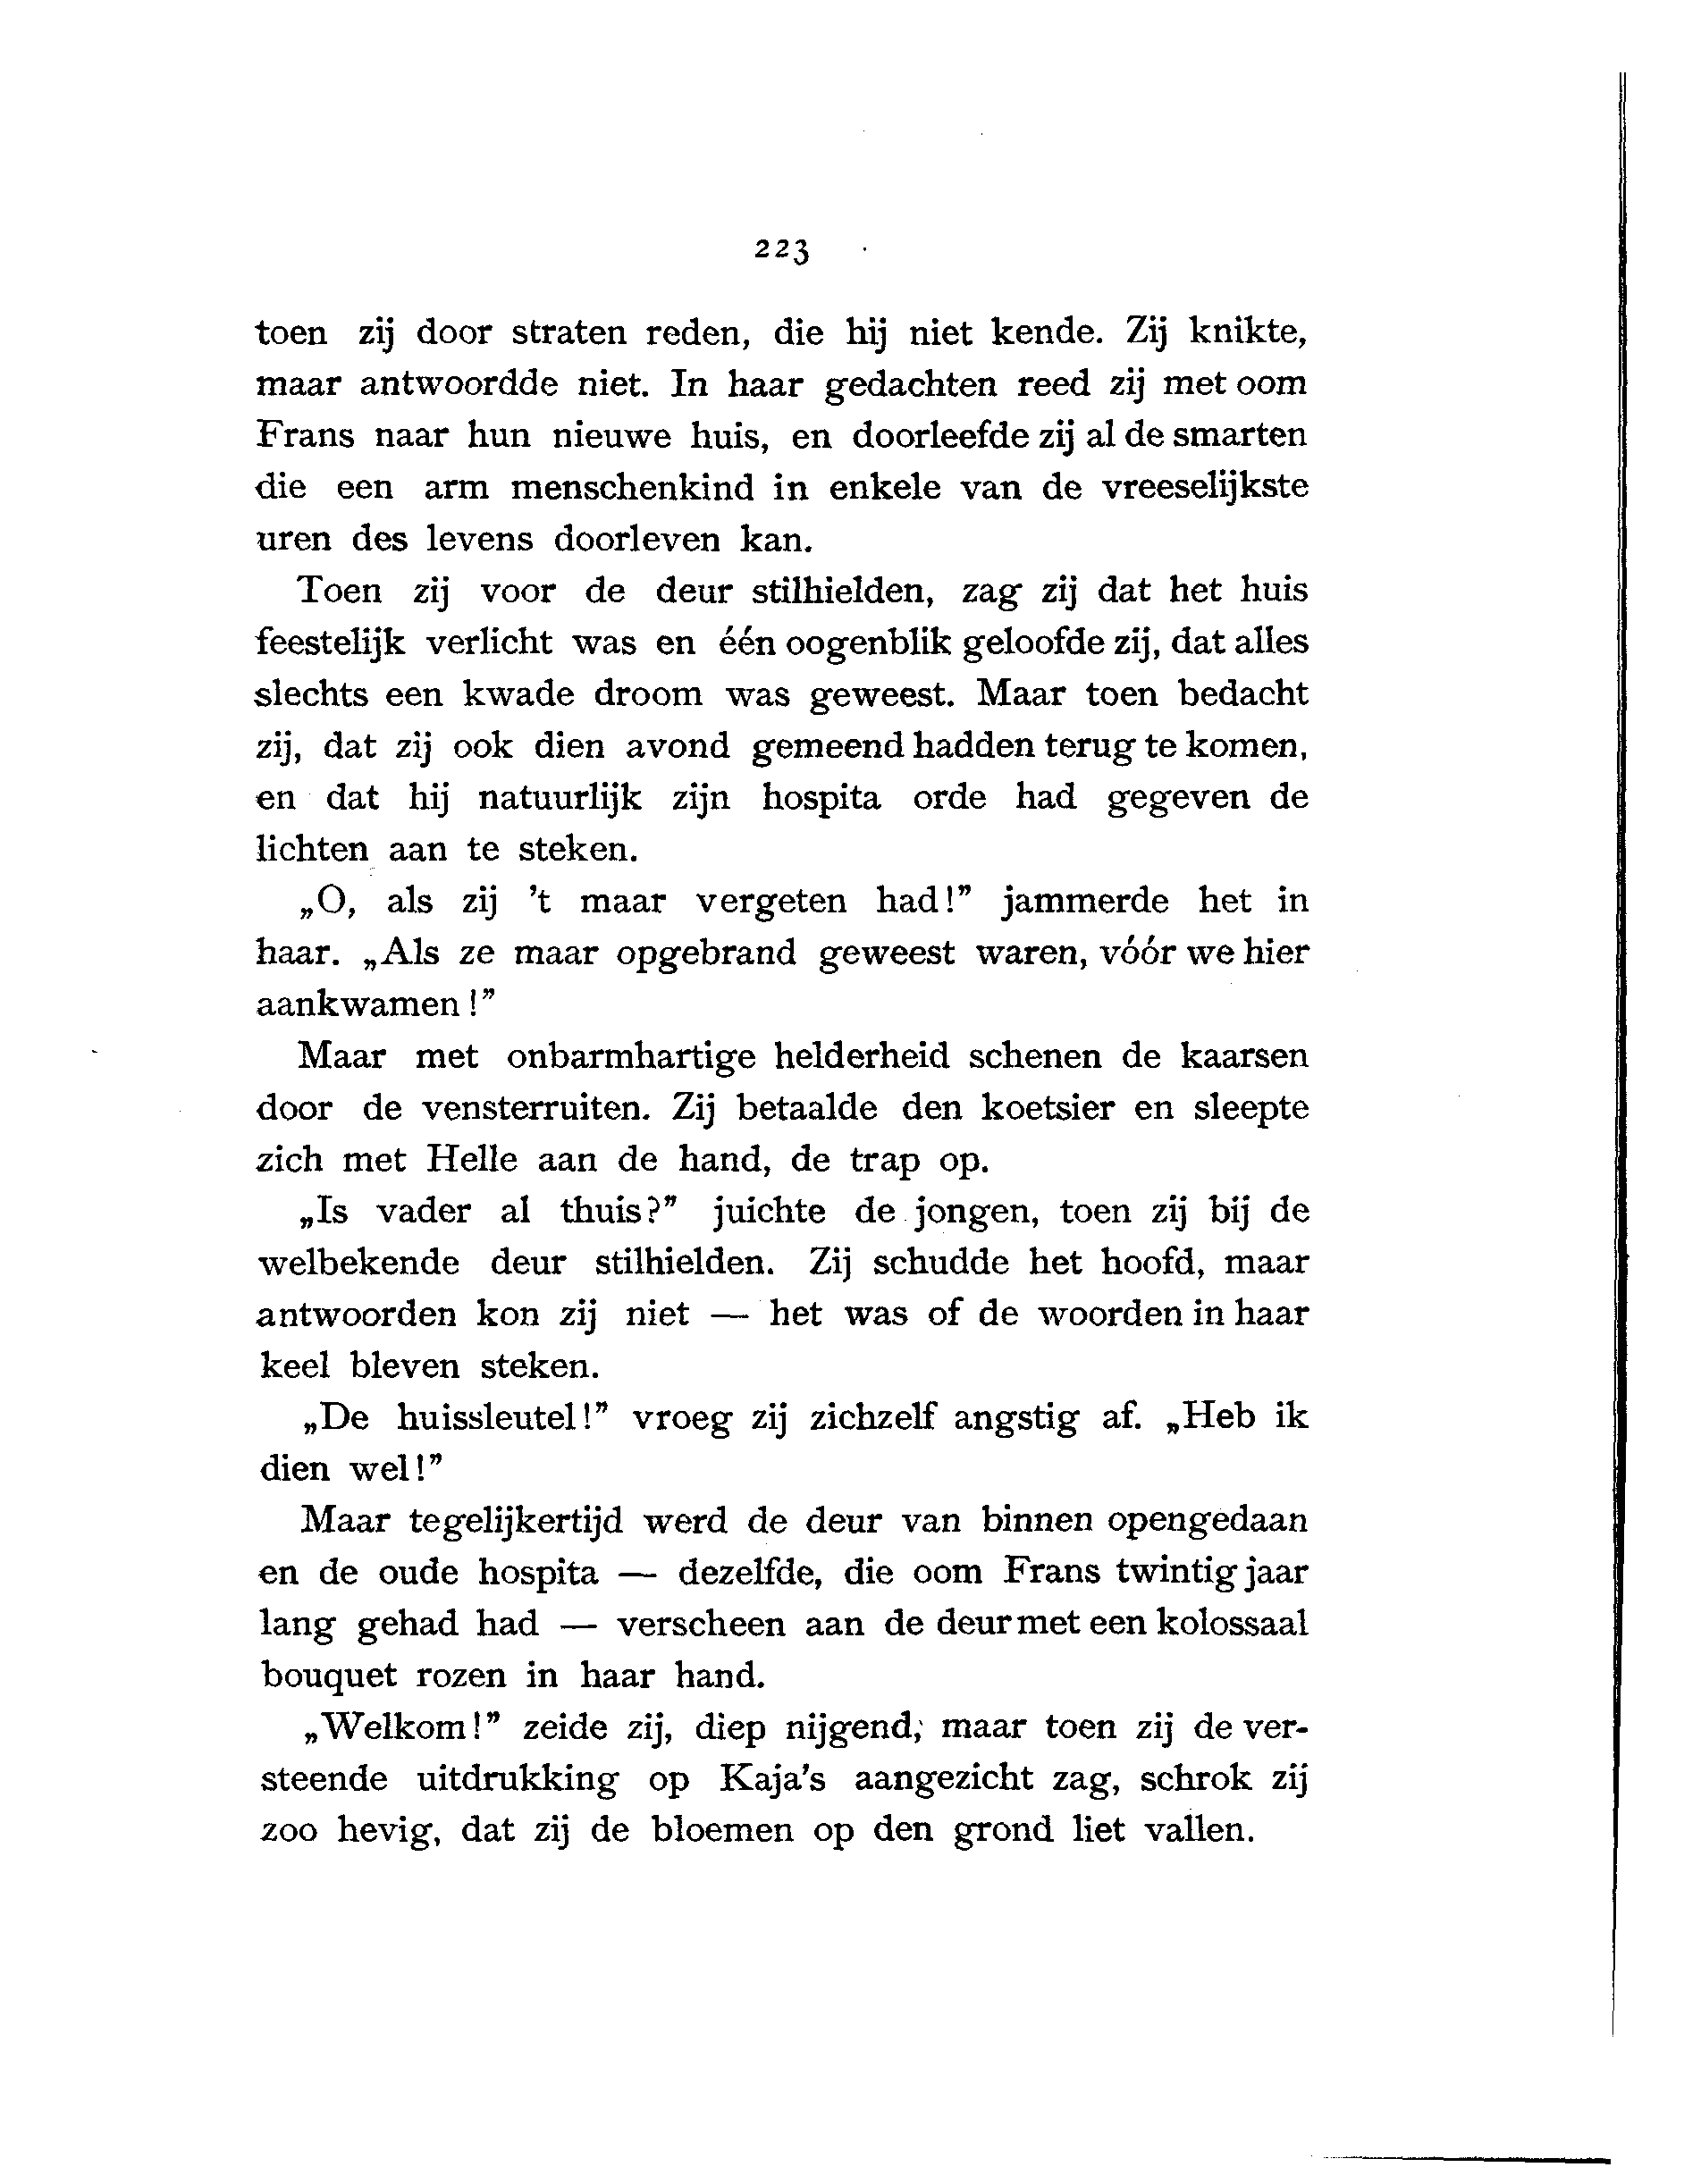 223
toen zij door straten reden, die hij niet kende. Zij knikte,
maar antwoordde niet. In haar gedachten reed zij met oom
Frans naar hun nieuwe huis, en doorleefde zij al de smarten
die een arm menschenkind in enkele van de vreeselijkste
uren des levens doorleven kan.
Toen zij voor de deur stilhielden, zag zij dat het huis
feestelijk verlicht was en één oogenblik geloofde zij, dat alles
slechts een kwade droom was geweest. Maar toen bedacht
zij, dat zij ook dien avond gemeend hadden terug te komen,
en dat hij natuurlijk zijn hospita orde had gegeven de
lichten aan te steken.
„O, als zij 't maar vergeten had!” jammerde het in
haar. „Als ze maar opgebrand geweest waren, vóór we hier
aankwamen!”
Maar met onbarmhartige helderheid schenen de kaarsen
door de vensterruiten. Zij betaalde den koetsier en sleepte
zich met Helle aan de hand, de trap op.
„Is vader al thuis?” juichte de jongen, toen zij bij de
welbekende deur stilhielden. Zij schudde het hoofd, maar
antwoorden kon zij niet — het was of de woorden in haar
keel bleven steken.
„De huissleutel!” vroeg zij zichzelf angstig af. „Heb ik
dien wel!”
Maar tegelijkertijd werd de deur van binnen opengedaan
en de oude hospita — dezelfde, die oom Frans twintig jaar
lang gehad had — verscheen aan de deur met een kolossaal
bouquet rozen in haar hand.
„Welkom!” zeide zij, diep nijgend; maar toen zij de ver-
steende uitdrukking op Kaja's aangezicht zag, schrok zij
zoo hevig, dat zij de bloemen op den grond liet vallen.